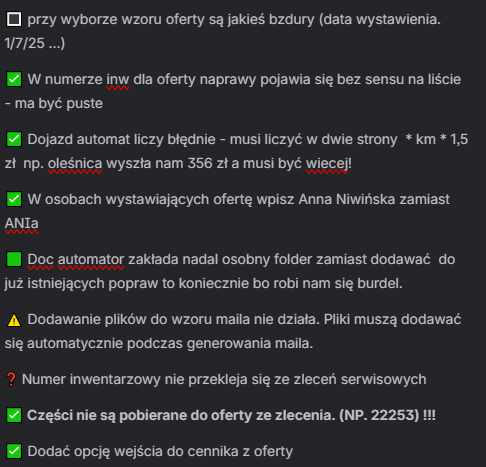 przy wyborze wzoru oferty są jakieś bzdury (data wystawienia.
1/7/25 ...)
✅ W numerze inw dla oferty naprawy pojawia się bez sensu na liście
- ma być puste
✅ Dojazd automat liczy błędnie - musi liczyć w dwie strony * km * 1,5
zł np. oleśnica wyszła nam 356 zł a musi być wiecej!
✅ W osobach wystawiających ofertę wpisz Anna Niwińska zamiast
ANIa
🟩 Doc automator zakłada nadal osobny folder zamiast dodawać do
już istniejących popraw to koniecznie bo robi nam się burdel.
⚠️ Dodawanie plików do wzoru maila nie działa. Pliki muszą dodawać
się automatycznie podczas generowania maila.
❓ Numer inwentarzowy nie przekleja się ze zleceń serwisowych
✅ Części nie są pobierane do oferty ze zlecenia. (NP. 22253) !!!
✅ Dodać opcję wejścia do cennika z oferty